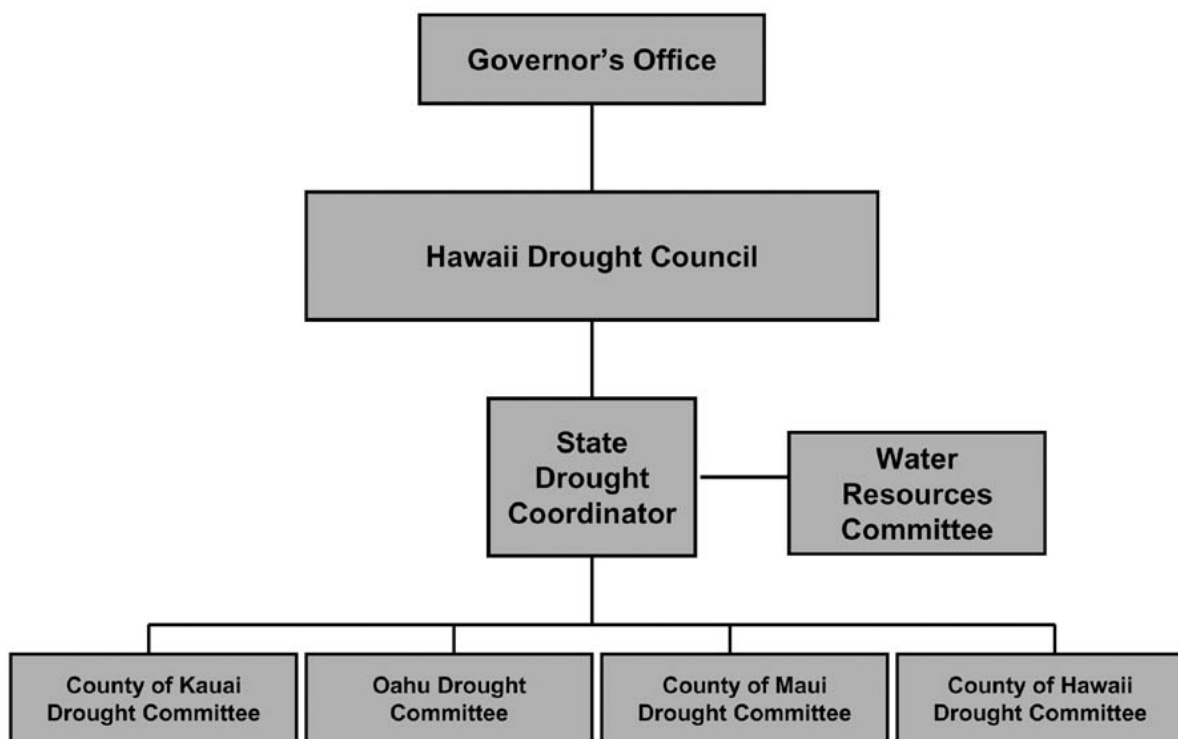 Governor’s Office
Hawaii Drought Council
State
Drought
Coordinator
Water
Resources
Committee
County of Kauai
Drought Committee
Oahu Drought
Committee
County of Maui
Drought Committee
County of Hawaii
Drought Committee